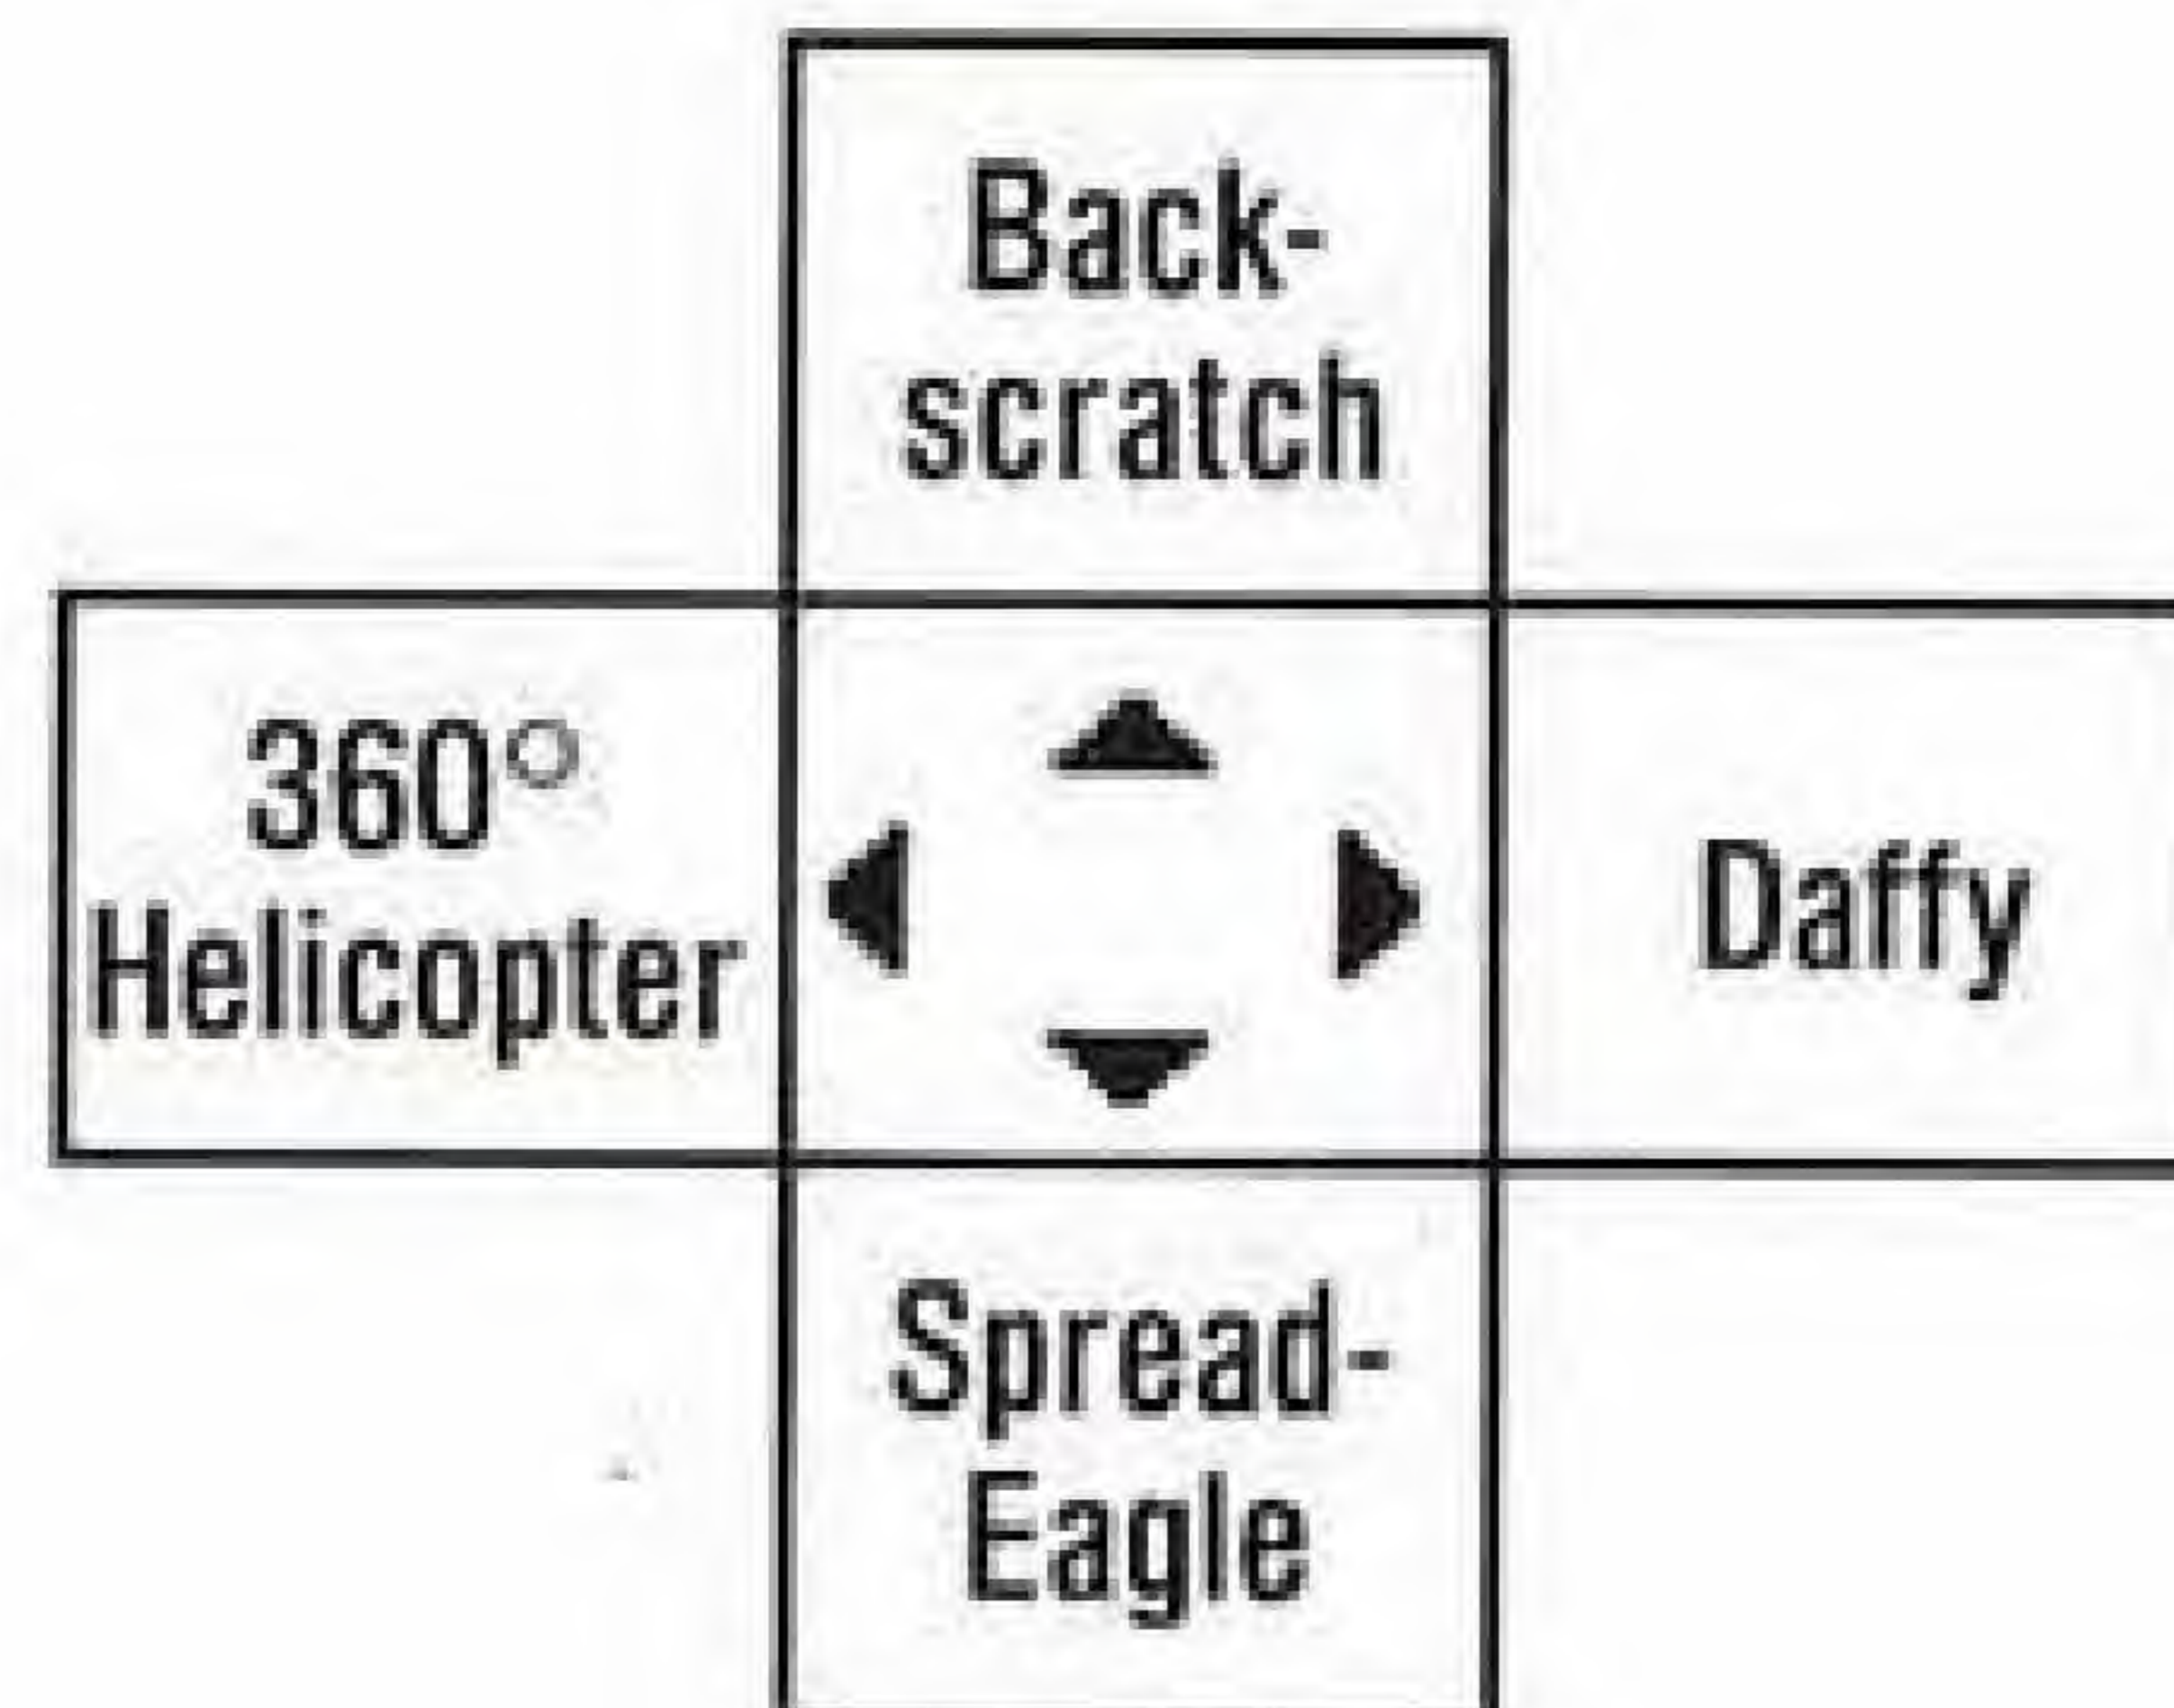 Back-
scratch
360°
Helicopter
Daffy
Spread-
Eagle